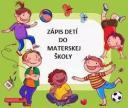 ZÁPIS DETÍ
DO
MATERSKEJ
ŠKOLY